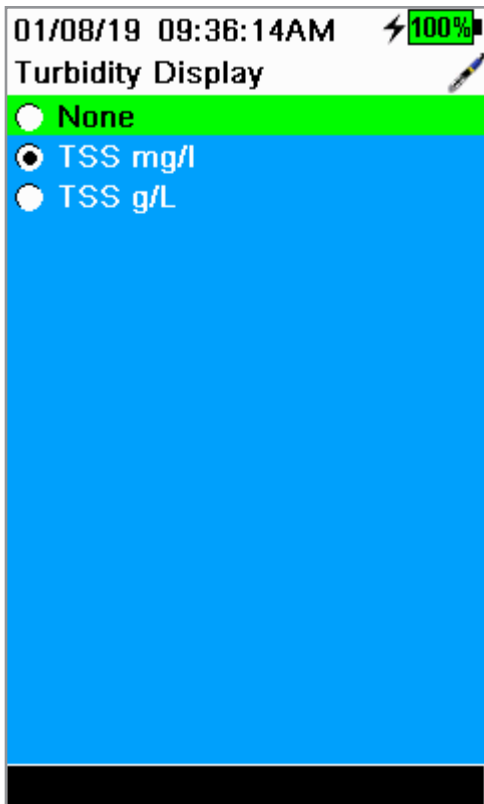 01/08/19 09:36:14AM 100%
Turbidity Display
None
TSS mg/l
TSS g/L